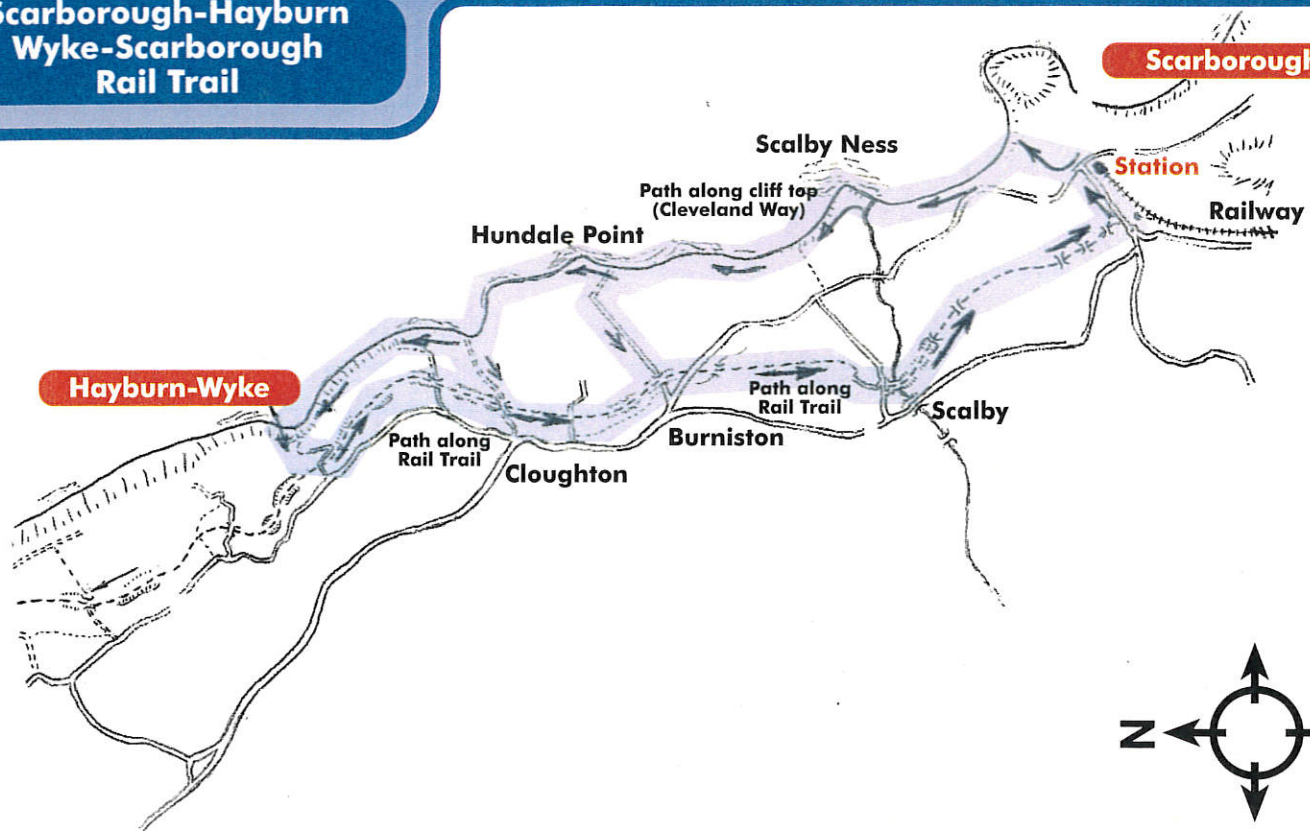 Scarborough-Hayburn
Wyke-Scarborough
Rail Trail
Scarborough
Scalby Ness
Station
Path along cliff top
(Cleveland Way)
Railway
Hundale Point
Hayburn-Wyke
Path along
Rail Trail
Scalby
Burniston
Path along
Rail Trail
Cloughton
N